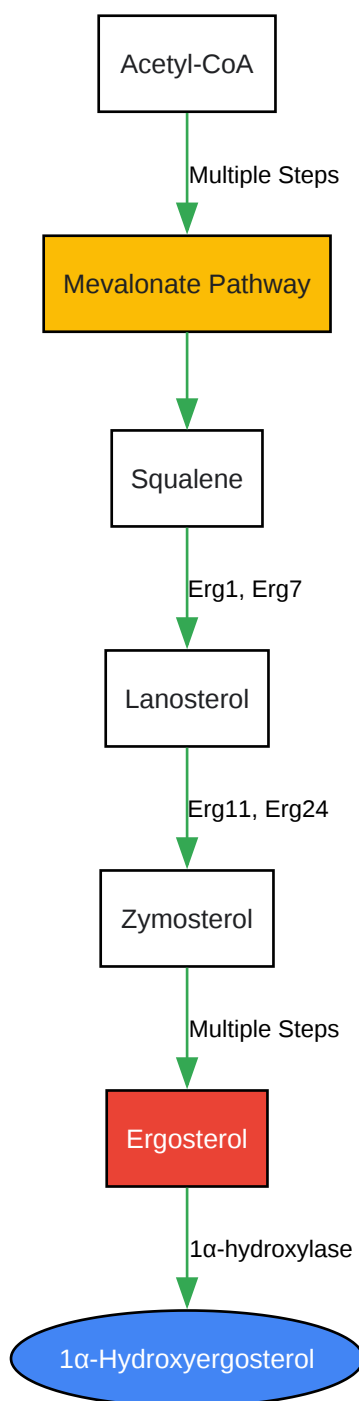 Acetyl-CoA
Multiple Steps
Mevalonate Pathway
Squalene
Erg1, Erg7
Lanosterol
Erg11, Erg24
Zymosterol
Multiple Steps
Ergosterol
1α-hydroxylase
1α-Hydroxyergosterol